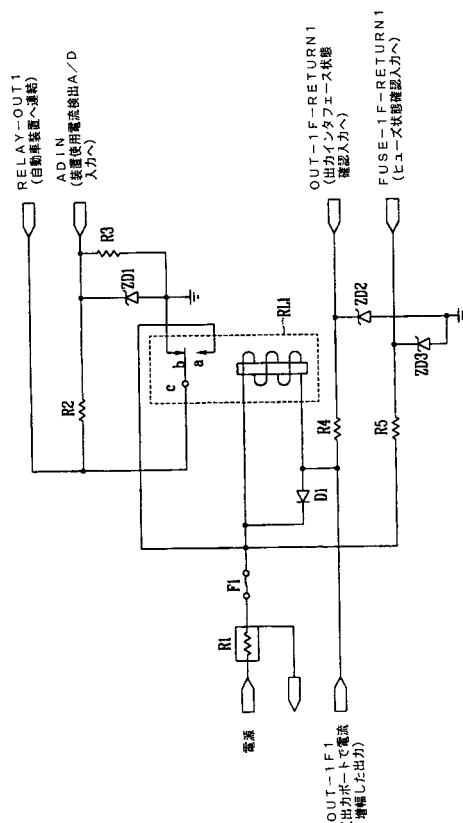 RELAY-OUT1
(自動車装置へ連結)
ADIN
(装置使用電流検出A/D
入力へ)
R3
ZD1
R2
RL1
c
b
a
OUT-1F-RETURN1
(出力インタフェース状態
確認入力へ)
FUSE-1F-RETURN1
(ヒューズ状態確認入力へ)
ZD2
ZD3
R4
R5
D1
F1
R1
電源
OUT-1F1
出力ポートで電流
増幅した出力)